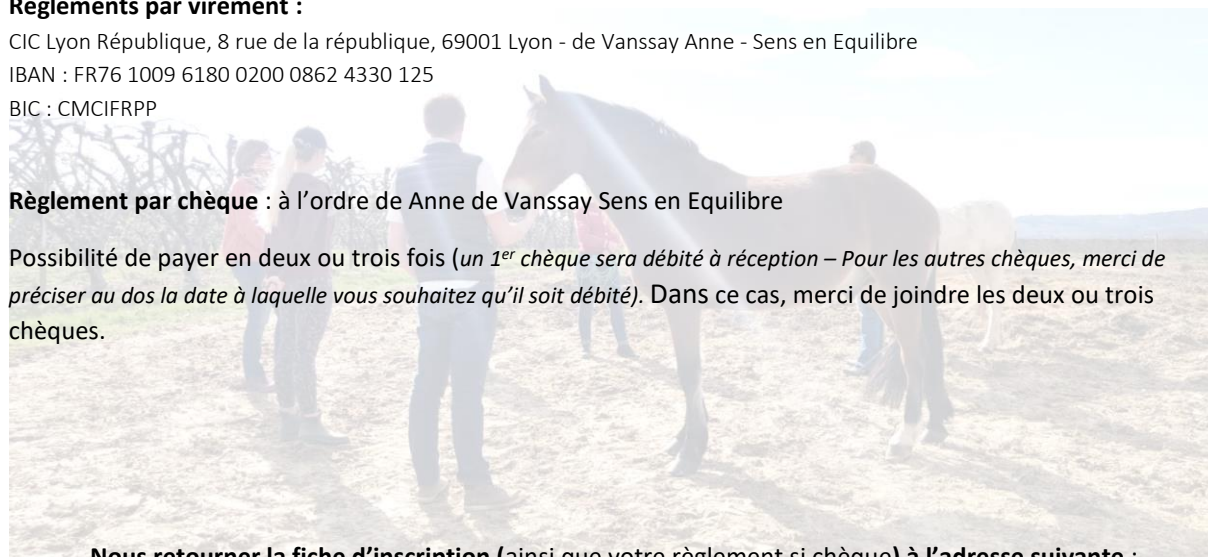 Règlements par virement :
CIC Lyon République, 8 rue de la république, 69001 Lyon - de Vanssay Anne - Sens en Equilibre
IBAN : FR76 1009 6180 0200 0862 4330 125
BIC : CMCIFRPP
Règlement par chèque : à l’ordre de Anne de Vanssay Sens en Equilibre
Possibilité de payer en deux ou trois fois (un 1er chèque sera débité à réception – Pour les autres chèques, merci de
préciser au dos la date à laquelle vous souhaitez qu’il soit débité). Dans ce cas, merci de joindre les deux ou trois
chèques.
Nous retourner la fiche d’inscription (ainsi que votre règlement si chèque) à l’adresse suivante :